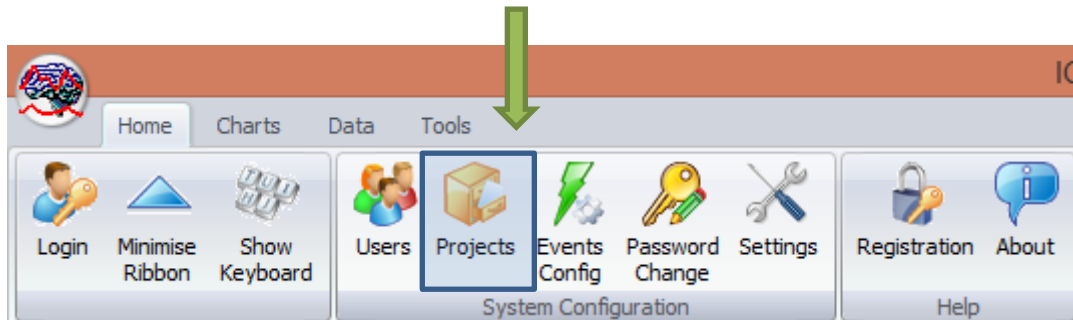 IC
Home Charts Data Tools
Login Minimise Ribbon Show Keyboard Users Projects Events Config Password Change Settings Registration About
System Configuration Help